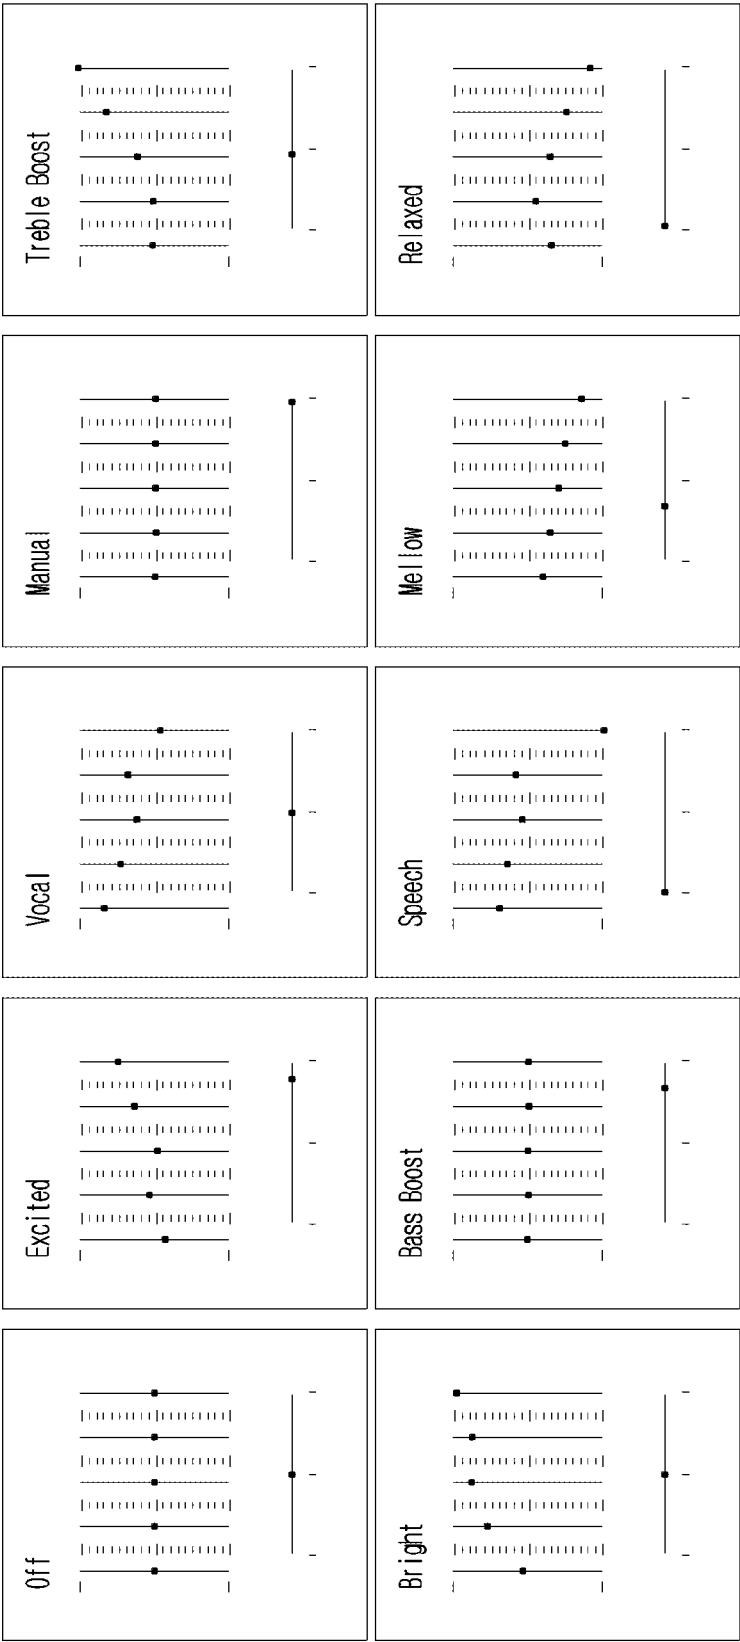 Off
Excited
Vocal
Manual
Treble Boost
Bright
Bass Boost
Speech
Mellow
Relaxed